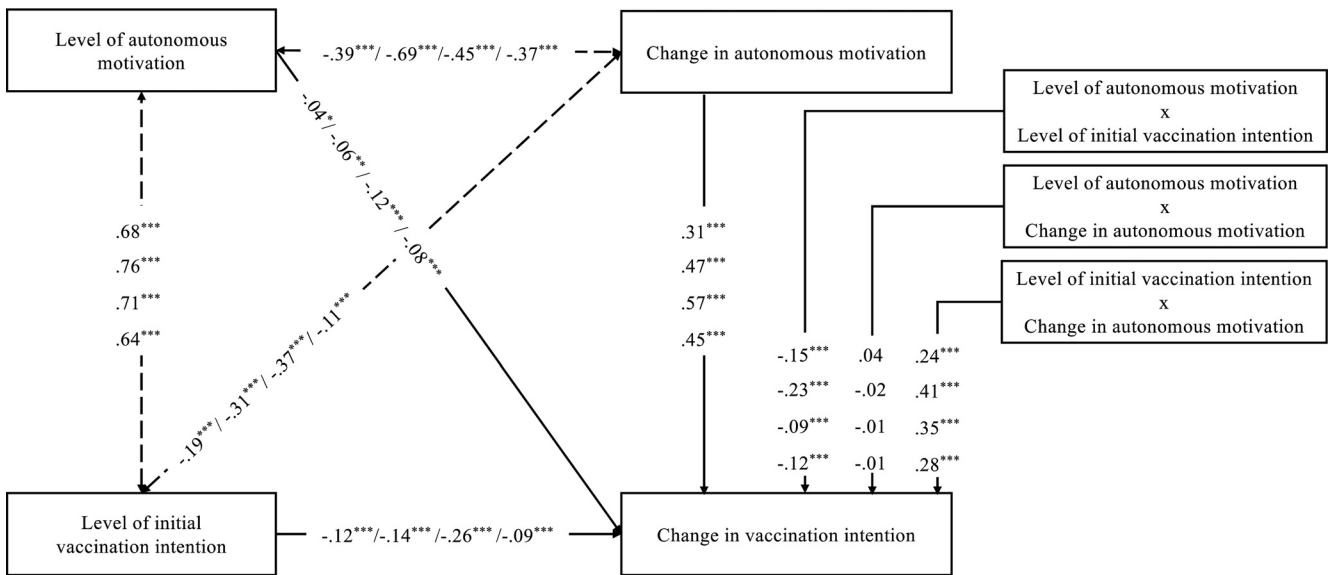 Level of autonomous
motivation
-.39***/ -.69***/-.45***/ -.37***
Change in autonomous motivation
Level of autonomous motivation
x
Level of initial vaccination intention
Level of autonomous motivation
x
Change in autonomous motivation
Level of initial vaccination intention
x
Change in autonomous motivation
-.04*/ -.06**/ -.12***/ -.08***
-.19***/ -.31***/ -.37***/ -.11***
.68***
.76***
.71***
.64***
.31***
.47***
.57***
.45***
-.15*** .04 .24***
-.23*** -.02 .41***
-.09*** -.01 .35***
-.12*** -.01 .28***
Level of initial
vaccination intention
-.12***/-.14***/ -.26***/ -.09***
Change in vaccination intention